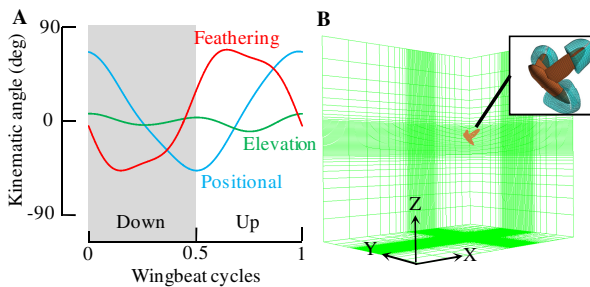 A
B
Kinematic angle (deg)
90
0
-90
Feathering
Elevation
Positional
Down
Up
0
0.5
1
Wingbeat cycles
Z
Y
X